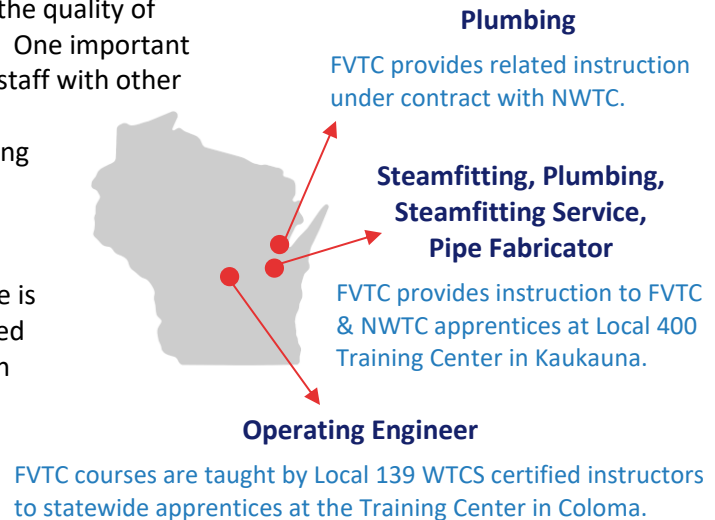 the quality of
One important
staff with other
ng
e is
ed
n
Plumbing
FVTC provides related instruction
under contract with NWTC.
Steamfitting, Plumbing,
Steamfitting Service,
Pipe Fabricator
FVTC provides instruction to FVTC
& NWTC apprentices at Local 400
Training Center in Kaukauna.
Operating Engineer
FVTC courses are taught by Local 139 WTCS certified instructors
to statewide apprentices at the Training Center in Coloma.